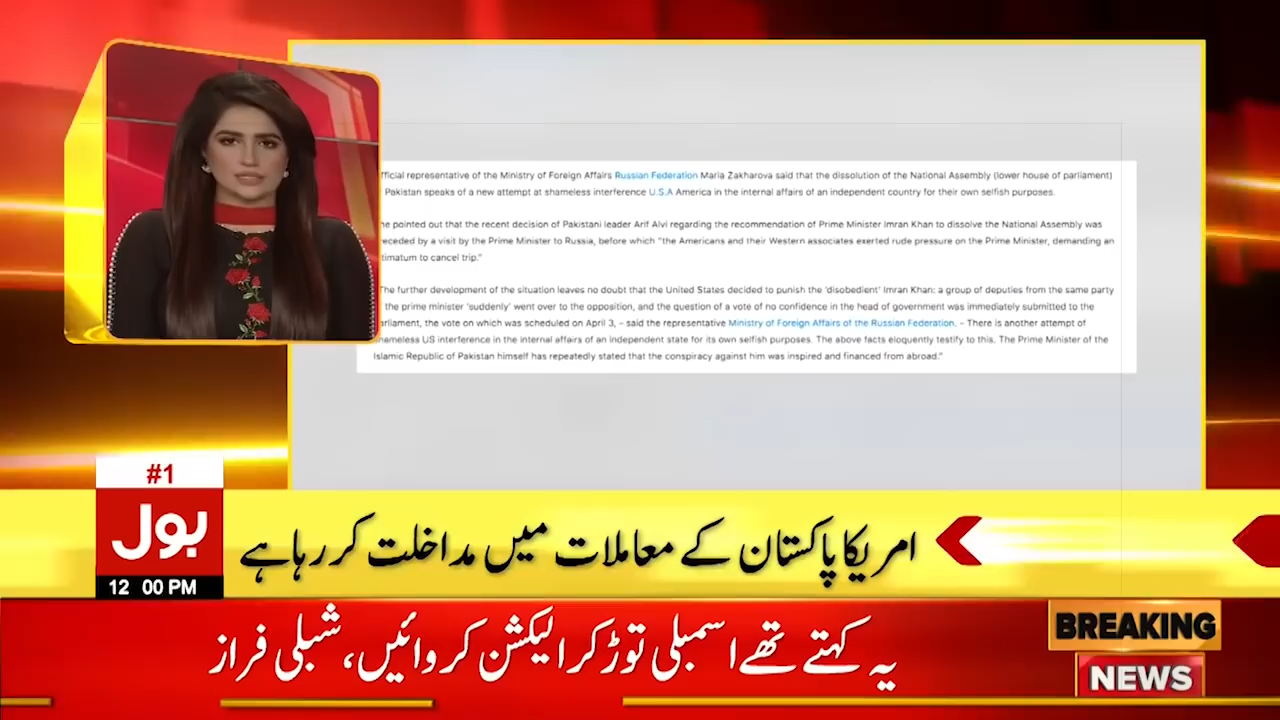 fficial representative of the Ministry of Foreign Affairs Russian Federation Maria Zakharova said that the dissolution of the National Assembly (lower house of parliament)
Pakistan speaks of a new attempt at shameless interference U.S.A America in the internal affairs of an independent country for their own selfish purposes.
he pointed out that the recent decision of Pakistani leader Arif Alvi regarding the recommendation of Prime Minister Imran Khan to dissolve the National Assembly was
receded by a visit by the Prime Minister to Russia, before which "the Americans and their Western associates exerted rude pressure on the Prime Minister, demanding an
timatum to cancel trip."
The further development of the situation leaves no doubt that the United States decided to punish the 'disobedient' Imran Khan: a group of deputies from the same party
the prime minister 'suddenly' went over to the opposition, and the question of a vote of no confidence in the head of government was immediately submitted to the
arliament, the vote on which was scheduled on April 3, – said the representative Ministry of Foreign Affairs of the Russian Federation. – There is another attempt of
hameless US interference in the internal affairs of an independent state for its own selfish purposes. The above facts eloquently testify to this. The Prime Minister of the
Islamic Republic of Pakistan himself has repeatedly stated that the conspiracy against him was inspired and financed from abroad."
#1
بول
12 00 PM
امریکا پاکستان کے معاملات میں مداخلت کر رہا ہے
یہ کہتے تھے اسمبلی توڑ کر الیکشن کروائیں، شبلی فراز
BREAKING
NEWS